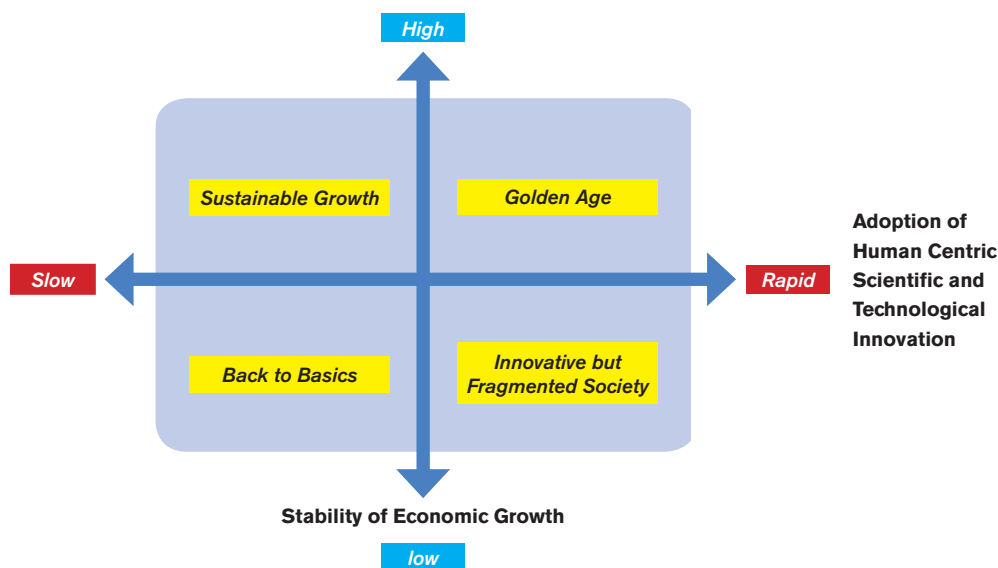 High
Sustainable Growth
Golden Age
Adoption of
Human Centric
Scientific and
Technological
Innovation
Slow
Rapid
Back to Basics
Innovative but
Fragmented Society
Stability of Economic Growth
low